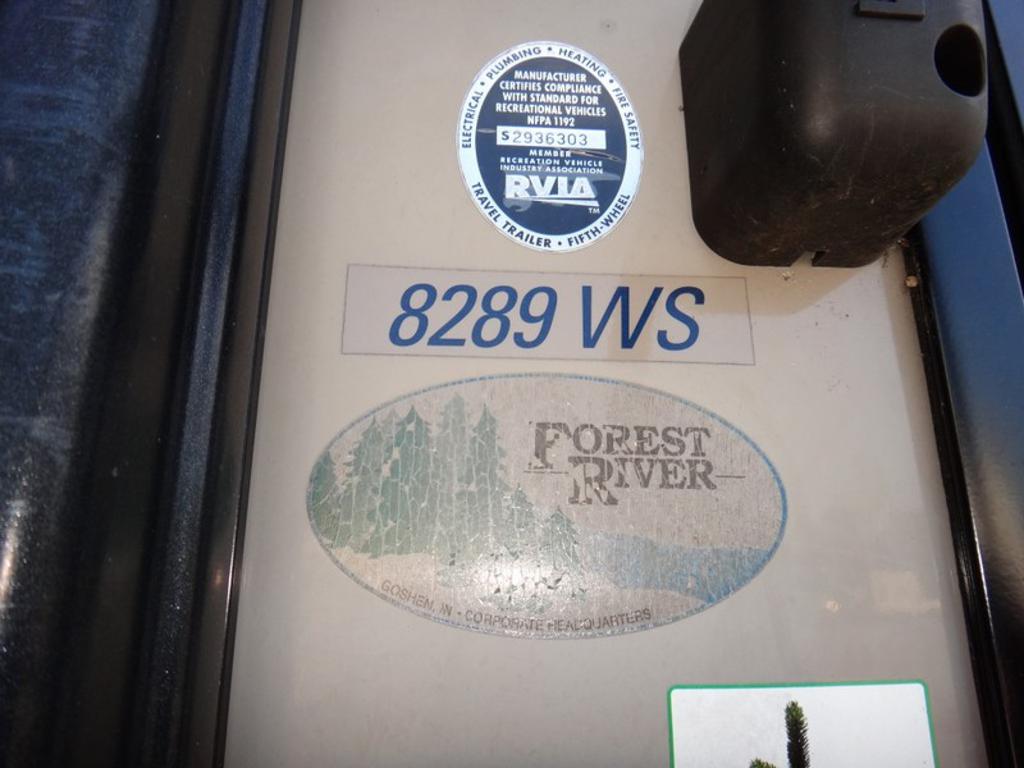 ELECTRICAL • PLUMBING • HEATING • FIRE SAFETY
MANUFACTURER
CERTIFIES COMPLIANCE
WITH STANDARD FOR
RECREATIONAL VEHICLES
NFPA 1192
S2936303
MEMBER
RECREATION VEHICLE
INDUSTRY ASSOCIATION
RVIA
TM
TRAVEL TRAILER • FIFTH-WHEEL
8289 WS
FOREST
RIVER
GOSHEN, IN • CORPORATE HEADQUARTERS